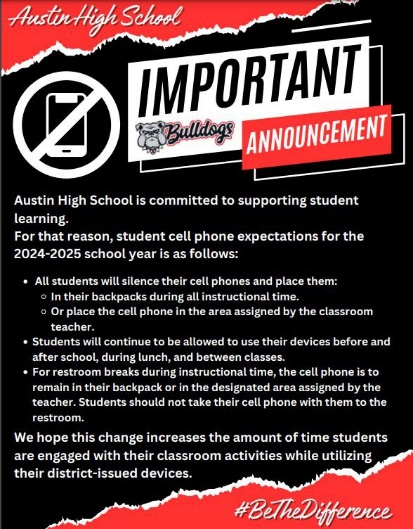 Austin High School
IMPORTANT
Bulldogs
ANNOUNCEMENT
Austin High School is committed to supporting student
learning.
For that reason, student cell phone expectations for the
2024-2025 school year is as follows:
• All students will silence their cell phones and place them:
○ In their backpacks during all instructional time.
○ Or place the cell phone in the area assigned by the classroom
teacher.
• Students will continue to be allowed to use their devices before and
after school, during lunch, and between classes.
• For restroom breaks during instructional time, the cell phone is to
remain in their backpack or in the designated area assigned by the
teacher. Students should not take their cell phone with them to the
restroom.
We hope this change increases the amount of time students
are engaged with their classroom activities while utilizing
their district-issued devices.
#BeTheDifference